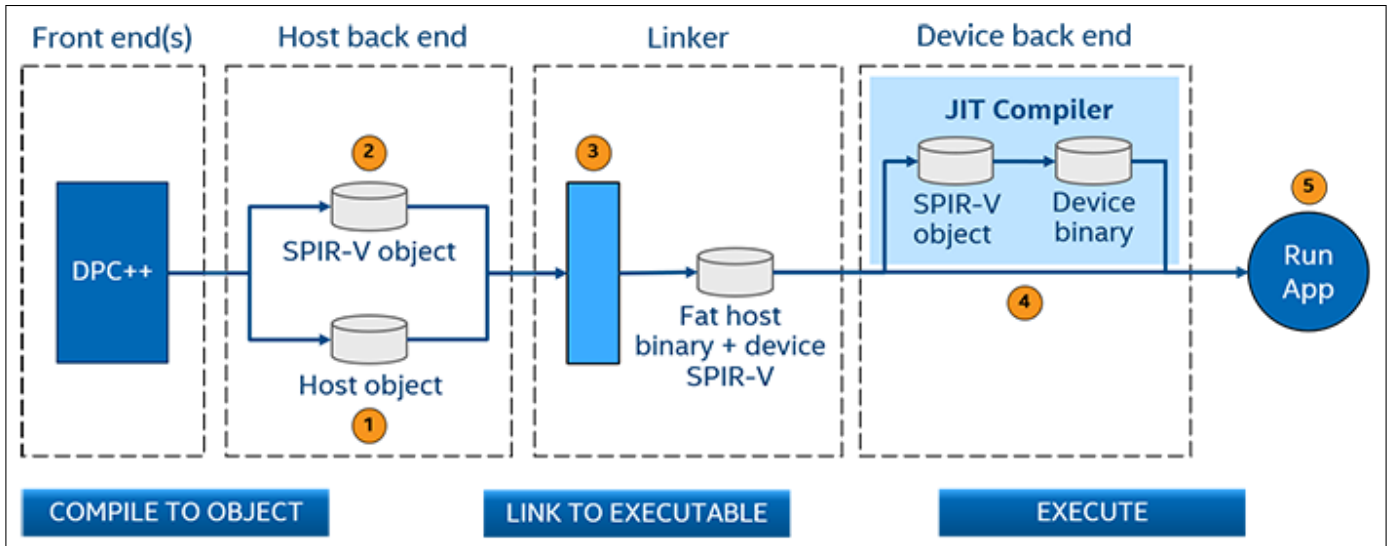 Front end(s)
Host back end
Linker
Device back end
DPC++
2
SPIR-V object
Host object
1
3
Fat host
binary + device
SPIR-V
JIT Compiler
SPIR-V
object
Device
binary
4
5
Run
App
COMPILE TO OBJECT
LINK TO EXECUTABLE
EXECUTE